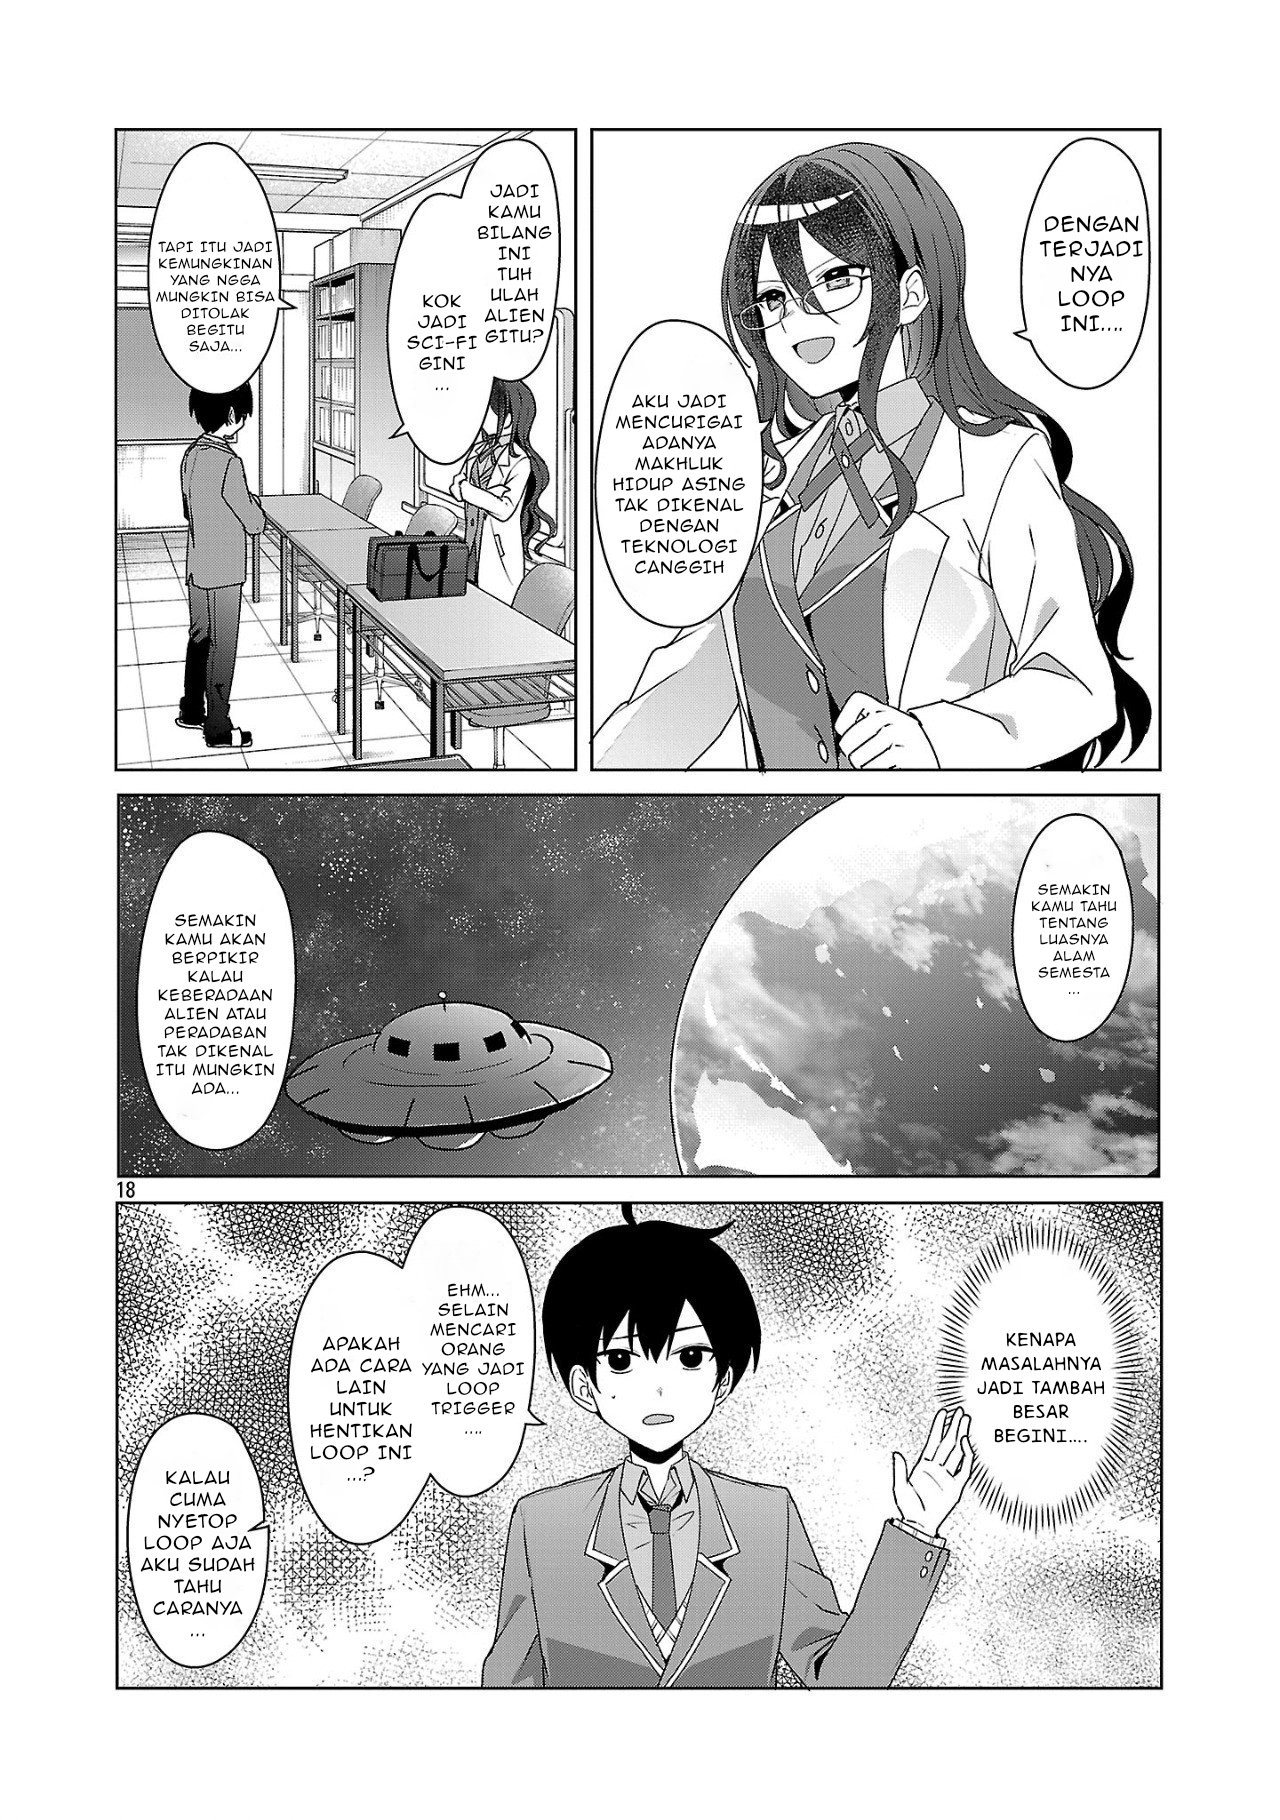 DENGAN
TERJADI
NYA
LOOP
INI....
AKU JADI
MENCURIGAI
ADANYA
MAKHLUK
HIDUP ASING
TAK DIKENAL
DENGAN
TEKNOLOGI
CANGGIH
JADI
KAMU
BILANG
INI
TUH
ULAH
ALIEN
GITU?
KOK
JADI
SCI-FI
GINI
...
TAPI ITU JADI
KEMUNGKINAN
YANG NGGA
MUNGKIN BISA
DITOLAK
BEGITU
SAJA...
SEMAKIN
KAMU TAHU
TENTANG
LUASNYA
ALAM
SEMESTA
...
SEMAKIN
KAMU AKAN
BERPIKIR
KALAU
KEBERADAAN
ALIEN ATAU
PERADABAN
TAK DIKENAL
ITU MUNGKIN
ADA...
18
KENAPA
MASALAHNYA
JADI TAMBAH
BESAR
BEGINI....
EHM...
SELAIN
MENCARI
ORANG
YANG JADI
LOOP
TRIGGER
....
APAKAH
ADA CARA
LAIN
UNTUK
HENTIKAN
LOOP INI
...?
KALAU
CUMA
NYETOP
LOOP AJA
AKU SUDAH
TAHU
CARANYA
...